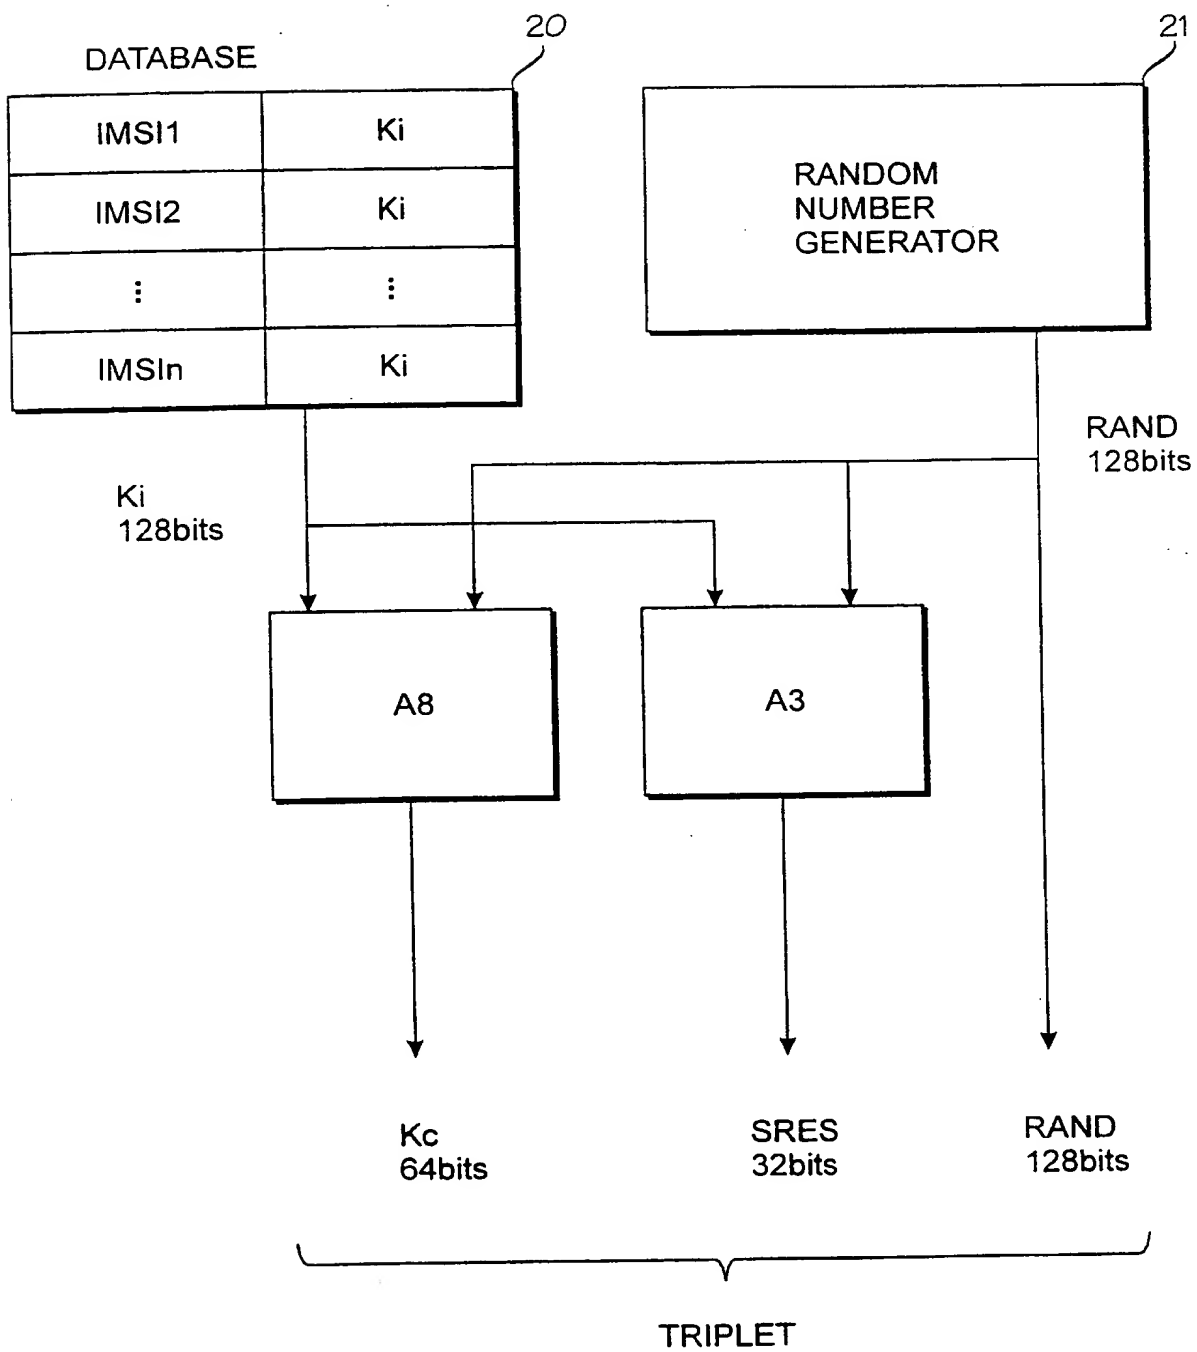 20
21
DATABASE
IMSI1
Ki
IMSI2
Ki
⋮
⋮
IMSIn
Ki
RANDOM
NUMBER
GENERATOR
RAND
128bits
Ki
128bits
A8
A3
Kc
64bits
SRES
32bits
RAND
128bits
TRIPLET